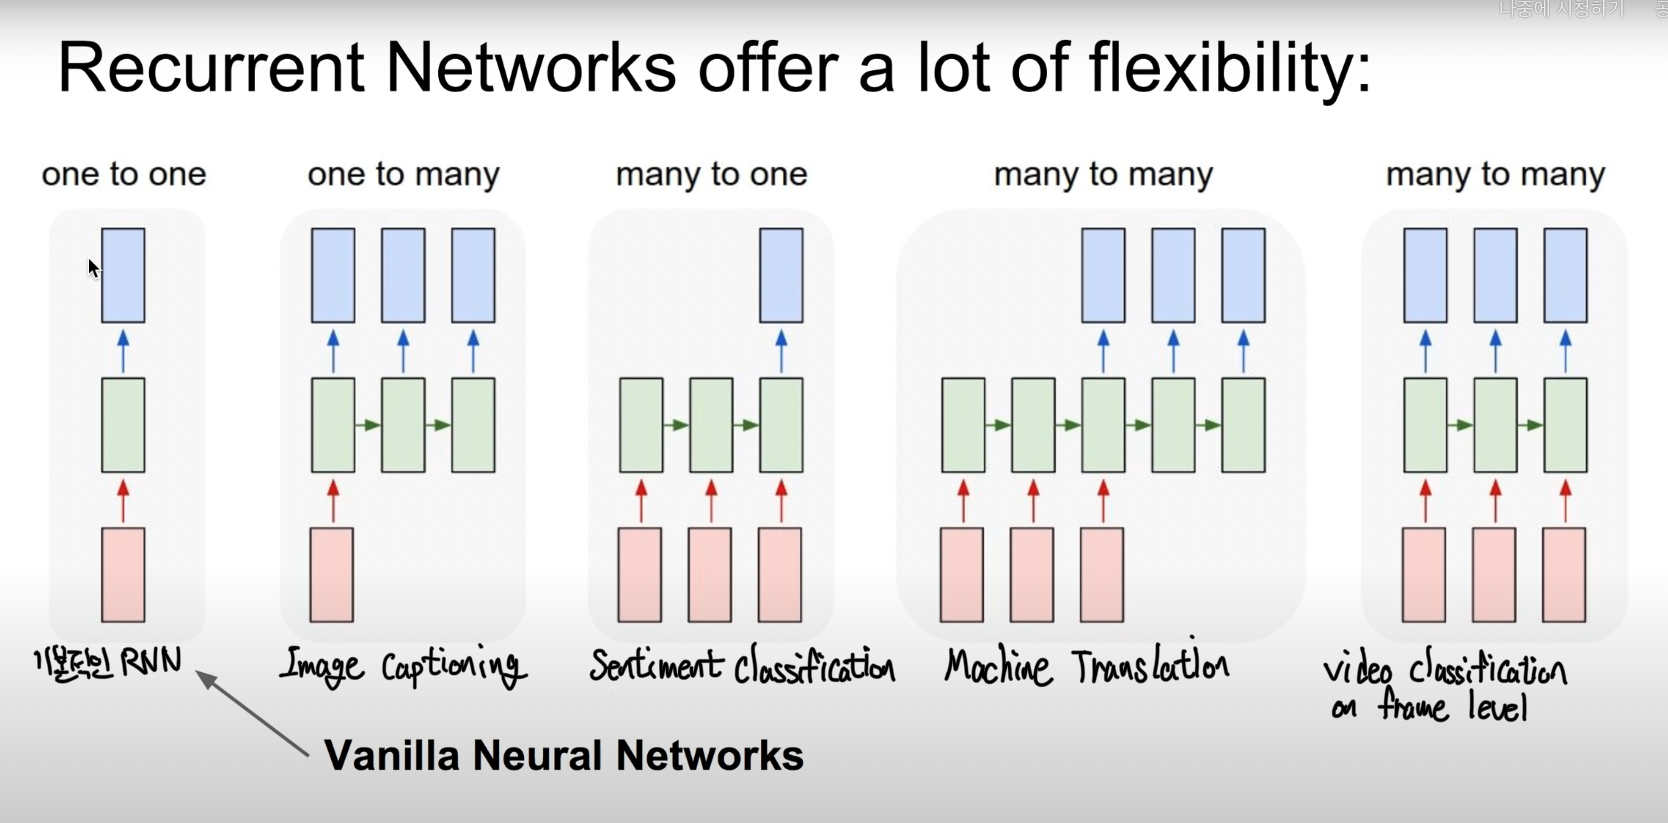 나중에 시청하기 공
Recurrent Networks offer a lot of flexibility:
one to one
one to many
many to one
many to many
many to many
기본적인 RNN
Image Captioning
Sentiment Classification
Machine Translation
video classification
on frame level
Vanilla Neural Networks